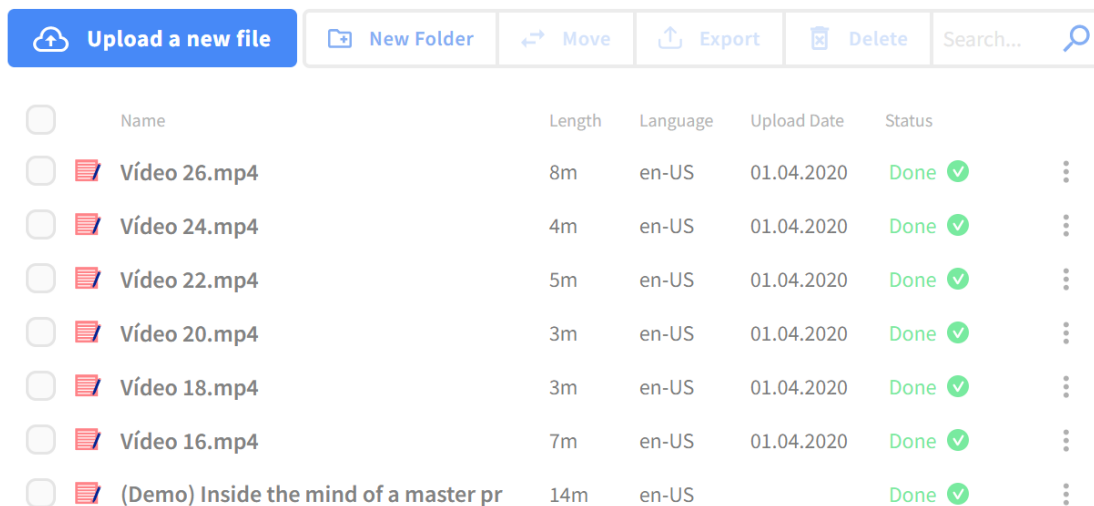 Upload a new file New Folder Move Export Delete Search...
Name Length Language Upload Date Status
Vídeo 26.mp4 8m en-US 01.04.2020 Done
Vídeo 24.mp4 4m en-US 01.04.2020 Done
Vídeo 22.mp4 5m en-US 01.04.2020 Done
Vídeo 20.mp4 3m en-US 01.04.2020 Done
Vídeo 18.mp4 3m en-US 01.04.2020 Done
Vídeo 16.mp4 7m en-US 01.04.2020 Done
(Demo) Inside the mind of a master pr 14m en-US Done